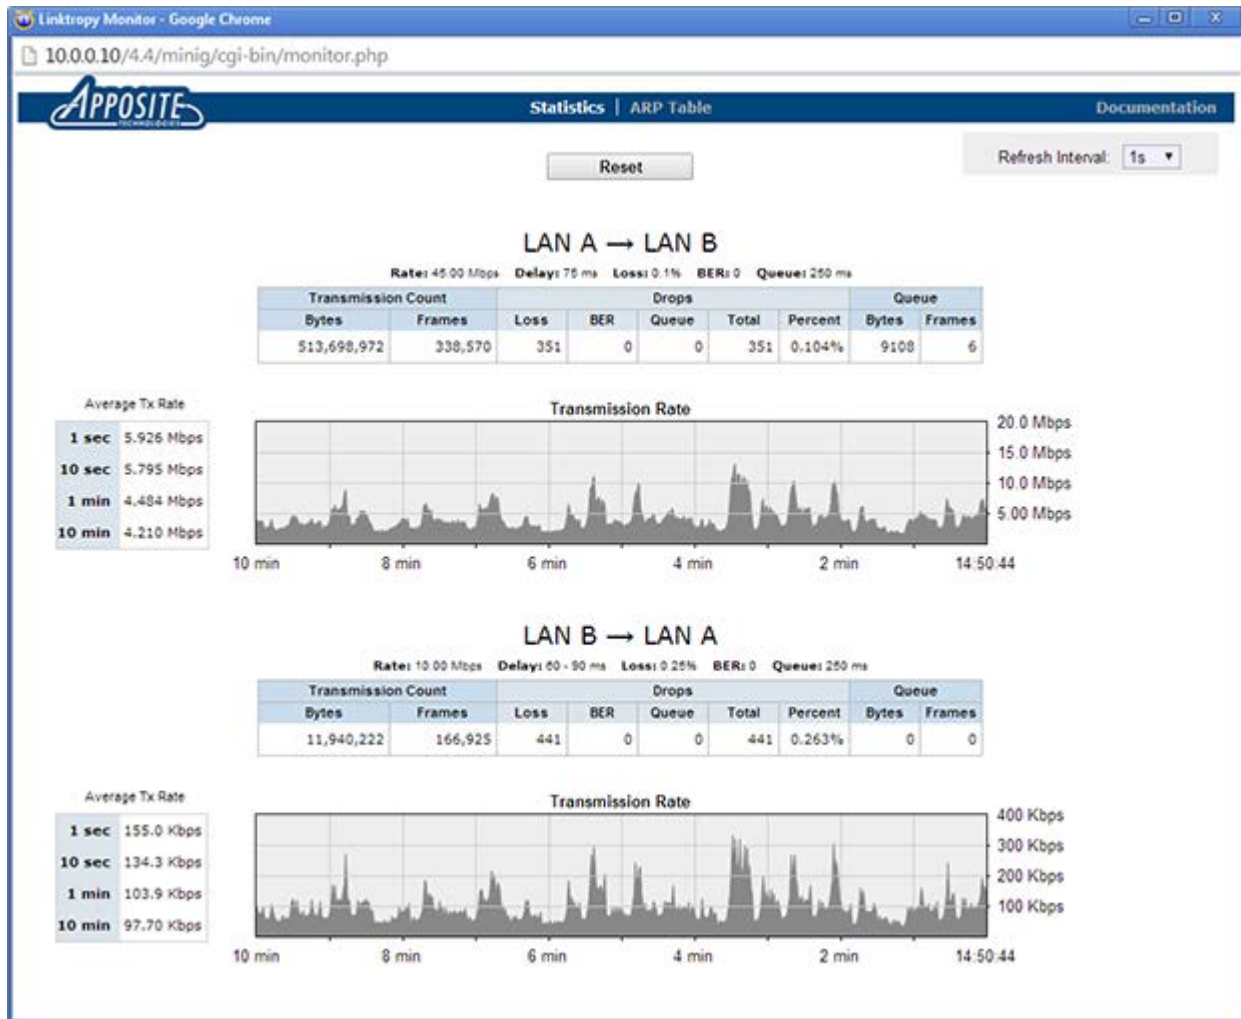 Linktropy Monitor - Google Chrome
10.0.0.10/4.4/minig/cgi-bin/monitor.php
APPOSITE
TECHNOLOGIES
Statistics | ARP Table
Documentation
Reset
Refresh Interval: 1s
LAN A → LAN B
Rate: 45.00 Mbps Delay: 75 ms Loss: 0.1% BER: 0 Queue: 250 ms
Transmission Count Drops Queue
Bytes Frames Loss BER Queue Total Percent Bytes Frames
513,698,972 338,570 351 0 0 351 0.104% 9108 6
Average Tx Rate
1 sec 5.926 Mbps
10 sec 5.795 Mbps
1 min 4.484 Mbps
10 min 4.210 Mbps
Transmission Rate
20.0 Mbps
15.0 Mbps
10.0 Mbps
5.00 Mbps
10 min 8 min 6 min 4 min 2 min 14:50:44
LAN B → LAN A
Rate: 10.00 Mbps Delay: 60 - 90 ms Loss: 0.25% BER: 0 Queue: 250 ms
Transmission Count Drops Queue
Bytes Frames Loss BER Queue Total Percent Bytes Frames
11,940,222 166,925 441 0 0 441 0.263% 0 0
Average Tx Rate
1 sec 155.0 Kbps
10 sec 134.3 Kbps
1 min 103.9 Kbps
10 min 97.70 Kbps
Transmission Rate
400 Kbps
300 Kbps
200 Kbps
100 Kbps
10 min 8 min 6 min 4 min 2 min 14:50:44